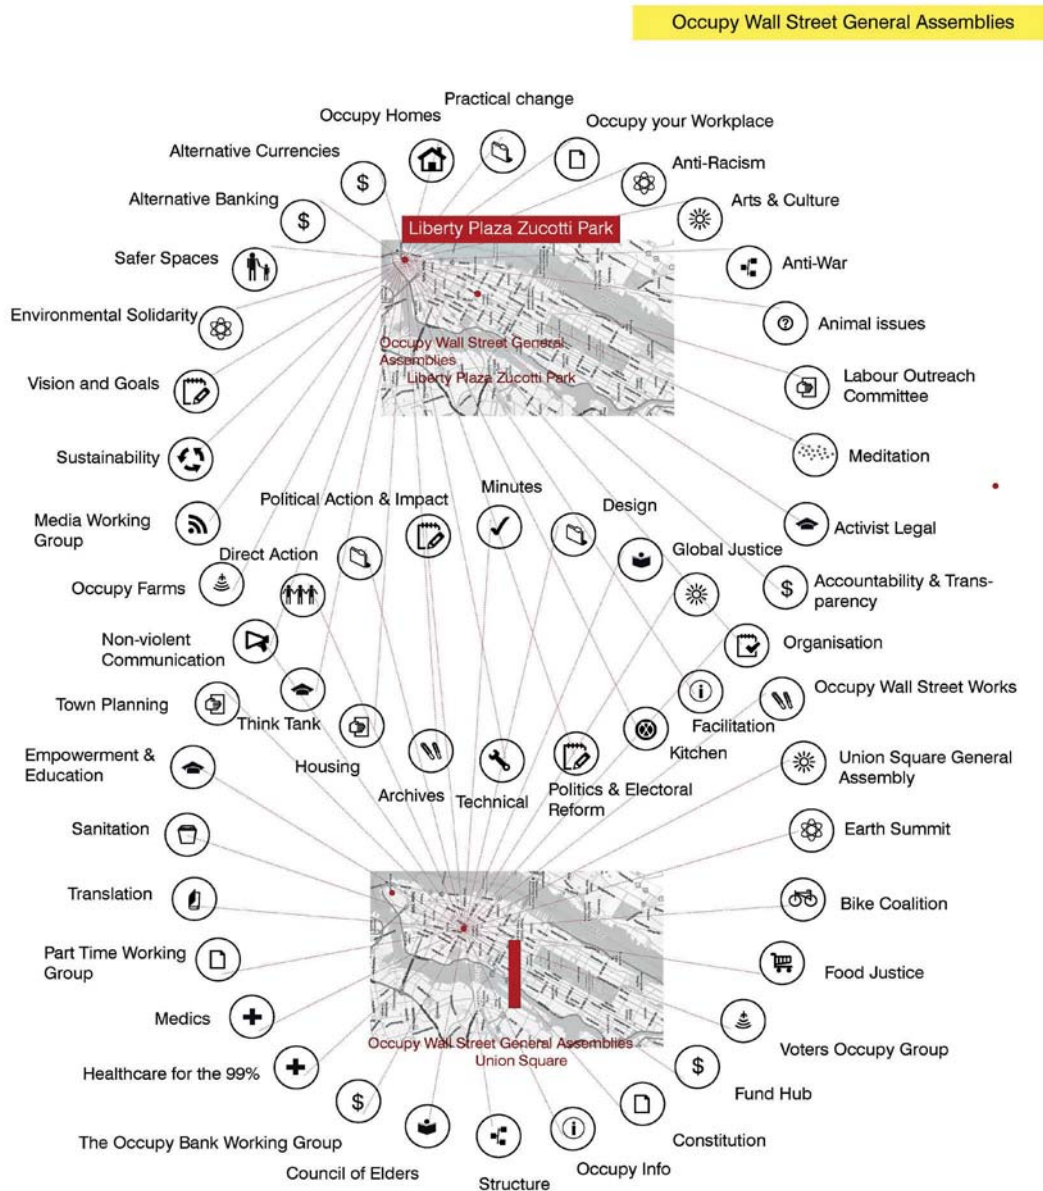 Occupy Wall Street General Assemblies
Practical change
Occupy Homes
Occupy your Workplace
Alternative Currencies
Anti-Racism
Alternative Banking
Arts & Culture
Liberty Plaza Zucotti Park
Safer Spaces
Anti-War
Environmental Solidarity
Animal issues
Occupy Wall Street General
Assemblies
Liberty Plaza Zucotti Park
Vision and Goals
Labour Outreach
Committee
Sustainability
Meditation
Political Action & Impact
Minutes
Design
Media Working
Group
Activist Legal
Direct Action
Global Justice
Occupy Farms
Accountability & Trans-
parency
Non-violent
Communication
Organisation
Town Planning
Think Tank
Occupy Wall Street Works
Facilitation
Housing
Kitchen
Empowerment &
Education
Archives
Technical
Politics & Electoral
Reform
Union Square General
Assembly
Sanitation
Earth Summit
Translation
Bike Coalition
Part Time Working
Group
Food Justice
Medics
Occupy Wall Street General Assemblies
Union Square
Voters Occupy Group
Healthcare for the 99%
Fund Hub
The Occupy Bank Working Group
Constitution
Council of Elders
Occupy Info
Structure